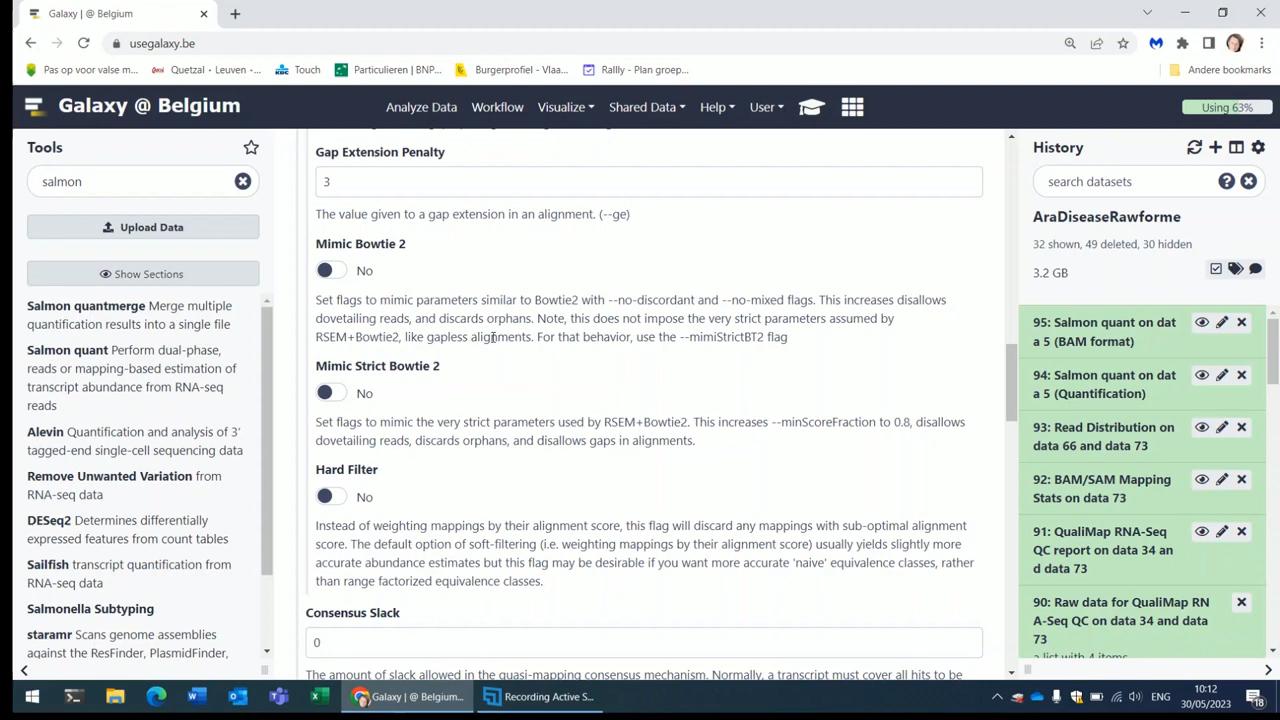 Galaxy | @ Belgium
usegalaxy.be
Pas op voor valse m...
Quetzal - Leuven -...
Touch
Particulieren | BNP...
Burgerprofiel - Vlaa...
Rallly - Plan groep...
Andere bookmarks
Galaxy @ Belgium
Analyze Data
Workflow
Visualize
Shared Data
Help
User
Using 63%
Tools
salmon
Upload Data
Show Sections
Salmon quantmerge Merge multiple
quantification results into a single file
Salmon quant Perform dual-phase,
reads or mapping-based estimation
of transcript abundance from RNA-seq
reads
Alevin Quantification and analysis of 3'
tagged-end single-cell sequencing data
Remove Unwanted Variation from
RNA-seq data
DESeq2 Determines differentially
expressed features from count tables
Sailfish transcript quantification from
RNA-seq data
Salmonella Subtyping
staramr Scans genome assemblies
against the ResFinder, PlasmidFinder,
Gap Extension Penalty
3
The value given to a gap extension in an alignment. (--ge)
Mimic Bowtie 2
No
Set flags to mimic parameters similar to Bowtie2 with --no-discordant and --no-mixed flags. This increases disallows
dovetailing reads, and discards orphans. Note, this does not impose the very strict parameters assumed by
RSEM+Bowtie2, like gapless alignments. For that behavior, use the --mimiStrictBT2 flag
Mimic Strict Bowtie 2
No
Set flags to mimic the very strict parameters used by RSEM+Bowtie2. This increases --minScoreFraction to 0.8, disallows
dovetailing reads, discards orphans, and disallows gaps in alignments.
Hard Filter
No
Instead of weighting mappings by their alignment score, this flag will discard any mappings with sub-optimal alignment
score. The default option of soft-filtering (i.e. weighting mappings by their alignment score) usually yields slightly more
accurate abundance estimates but this flag may be desirable if you want more accurate 'naive' equivalence classes, rather
than range factorized equivalence classes.
Consensus Slack
0
The amount of slack allowed in the quasi-mapping consensus mechanism. Normally, a transcript must cover all hits to be
History
search datasets
AraDiseaseRawforme
32 shown, 49 deleted, 30 hidden
3.2 GB
95: Salmon quant on dat
a 5 (BAM format)
94: Salmon quant on dat
a 5 (Quantification)
93: Read Distribution on
data 66 and data 73
92: BAM/SAM Mapping
Stats on data 73
91: QualiMap RNA-Seq
QC report on data 34 an
d data 73
90: Raw data for QualiMap RN
A-Seq QC on data 34 and data
73
a list with 4 items
Galaxy | @ Belgium...
Recording Active S...
ENG
10:12
30/05/2023
18